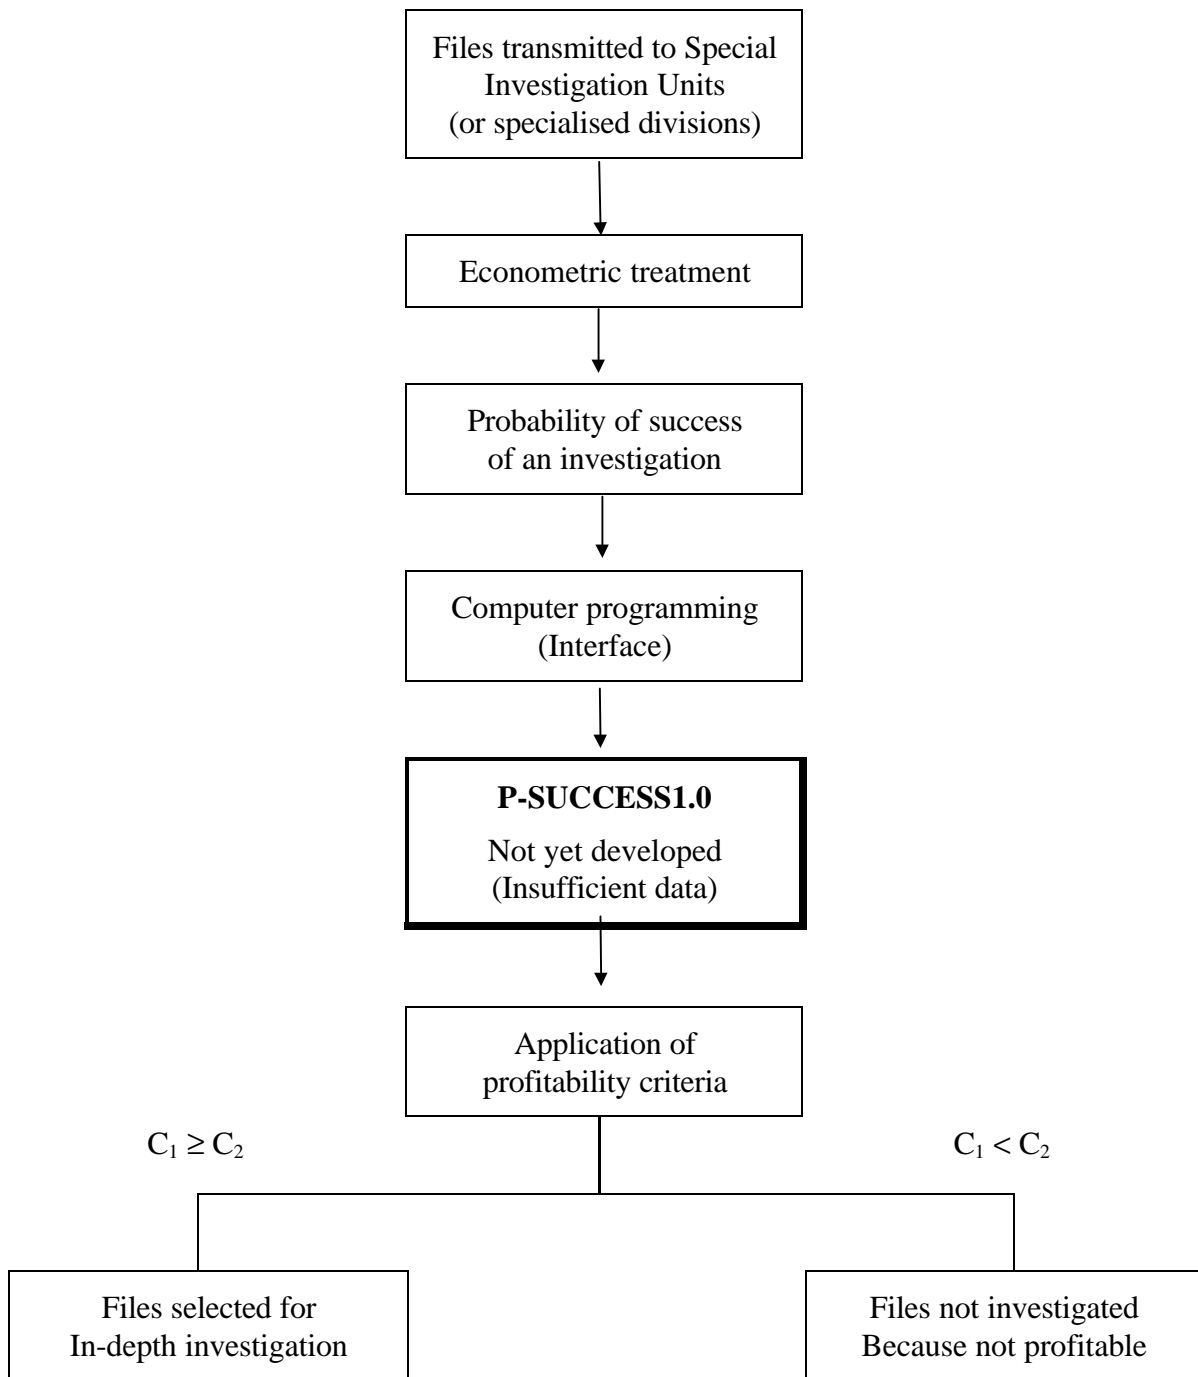 Files transmitted to Special
Investigation Units
(or specialised divisions)
Econometric treatment
Probability of success
of an investigation
Computer programming
(Interface)
P-SUCCESS1.0
Not yet developed
(Insufficient data)
Application of
profitability criteria
C₁ ≥ C₂
C₁ < C₂
Files selected for
In-depth investigation
Files not investigated
Because not profitable